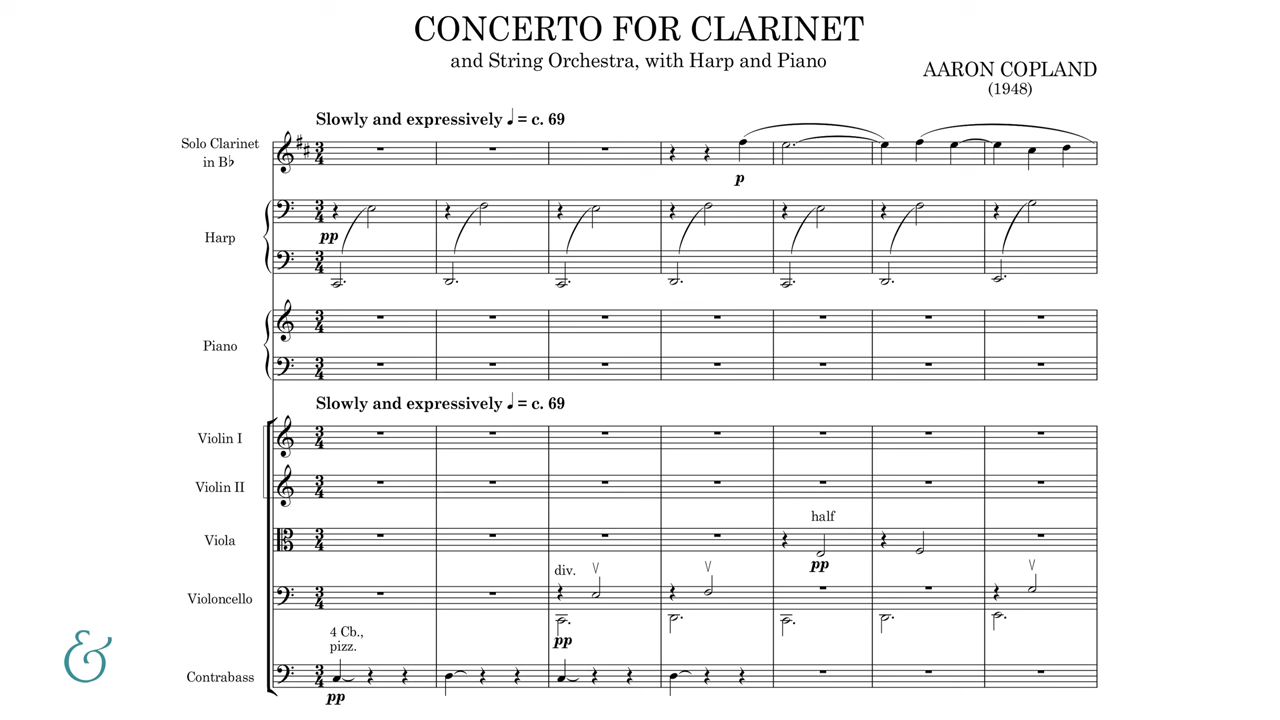 CONCERTO FOR CLARINET
and String Orchestra, with Harp and Piano
AARON COPLAND
(1948)
Slowly and expressively ♩ = c. 69
Solo Clarinet
in B♭
p
Harp
pp
Piano
Slowly and expressively ♩ = c. 69
Violin I
Violin II
Viola
half
pp
Violoncello
div.
pp
4 Cb.,
pizz.
Contrabass
pp
&